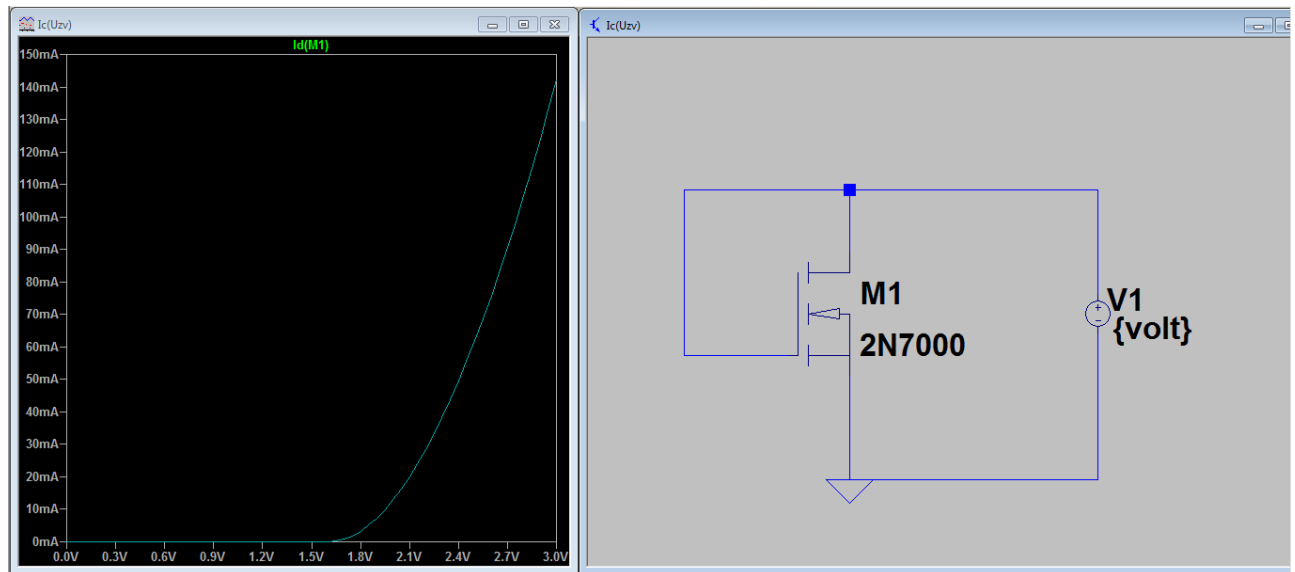 Ic(Uzv)
Id(M1)
150mA
140mA
130mA
120mA
110mA
100mA
90mA
80mA
70mA
60mA
50mA
40mA
30mA
20mA
10mA
0mA
0.0V 0.3V 0.6V 0.9V 1.2V 1.5V 1.8V 2.1V 2.4V 2.7V 3.0V
Ic(Uzv)
M1
2N7000
V1
{volt}
+
−